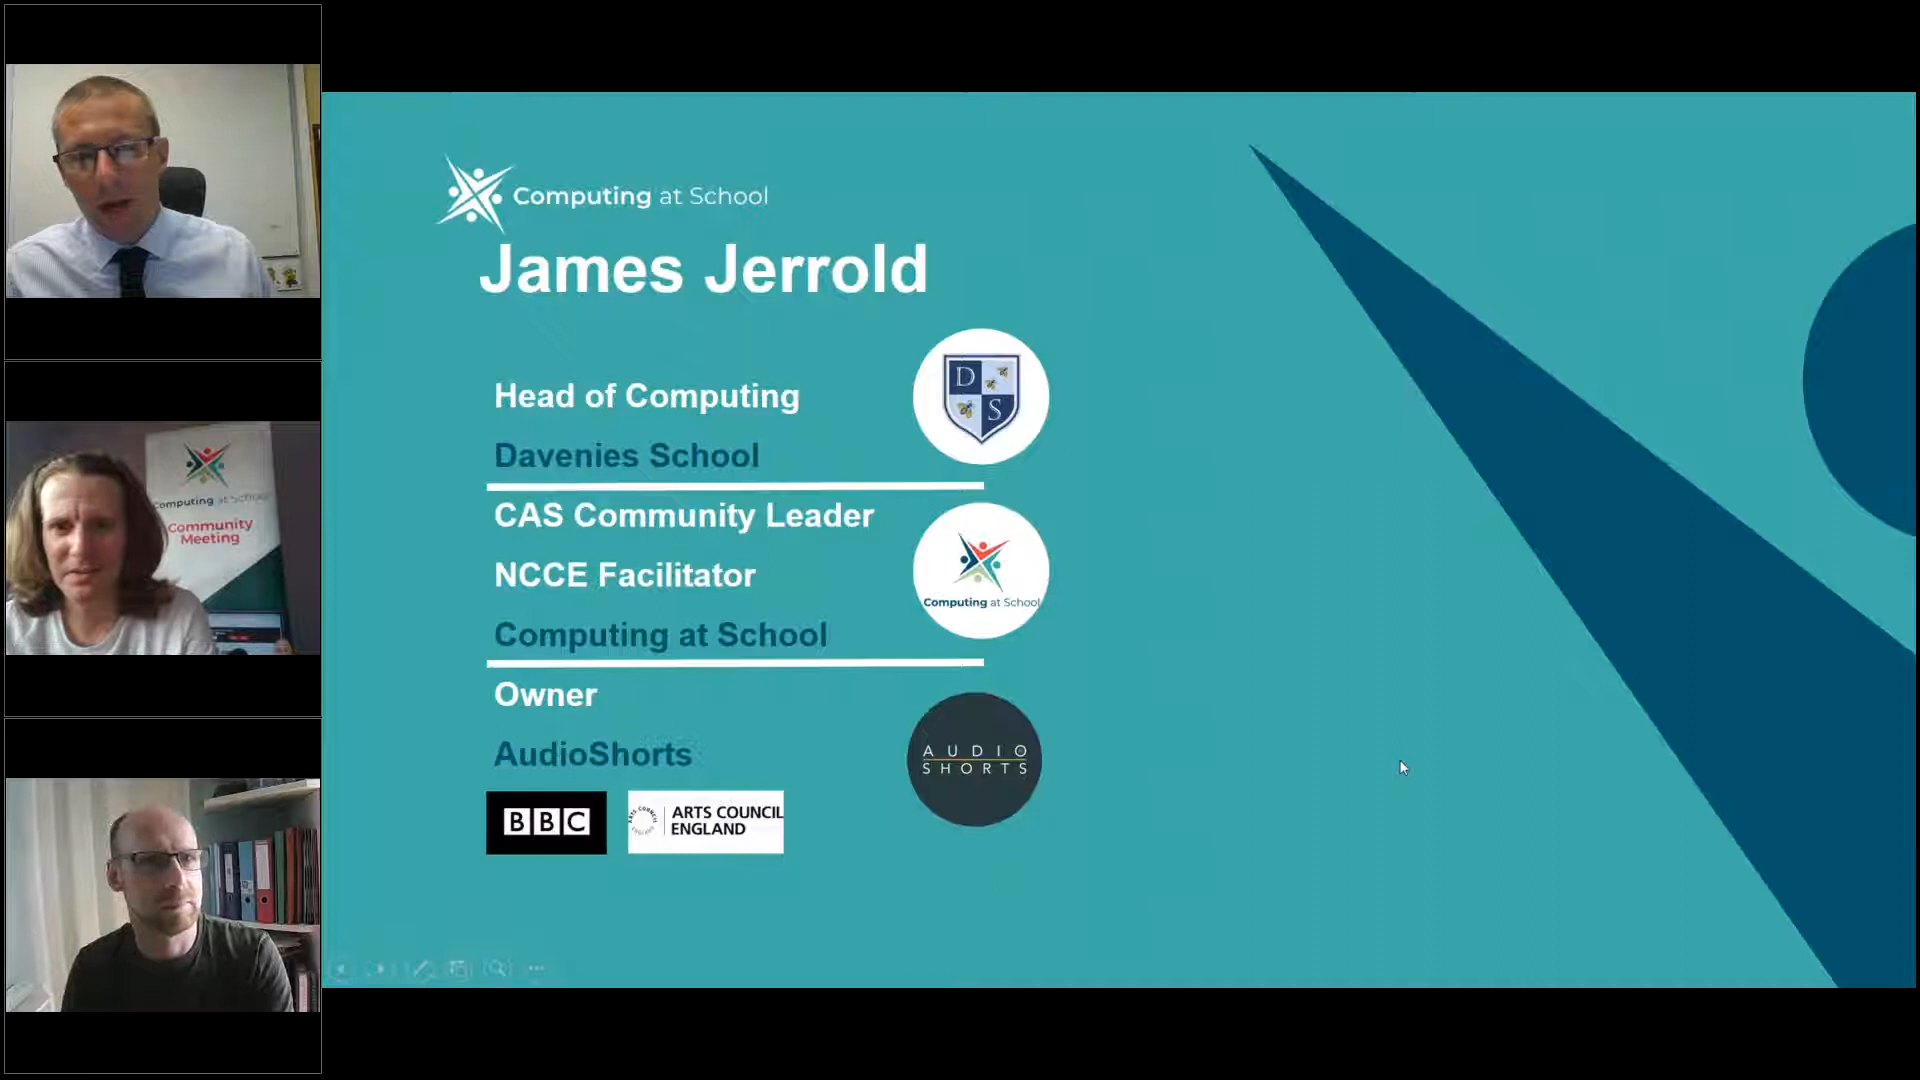 Computing at School
James Jerrold
Head of Computing
Davenies School
D
S
CAS Community Leader
NCCE Facilitator
Computing at School
Computing at School
Owner
AudioShorts
AUDIO
SHORTS
BBC
ARTS COUNCIL
ENGLAND
Computing at School
Community
Meeting